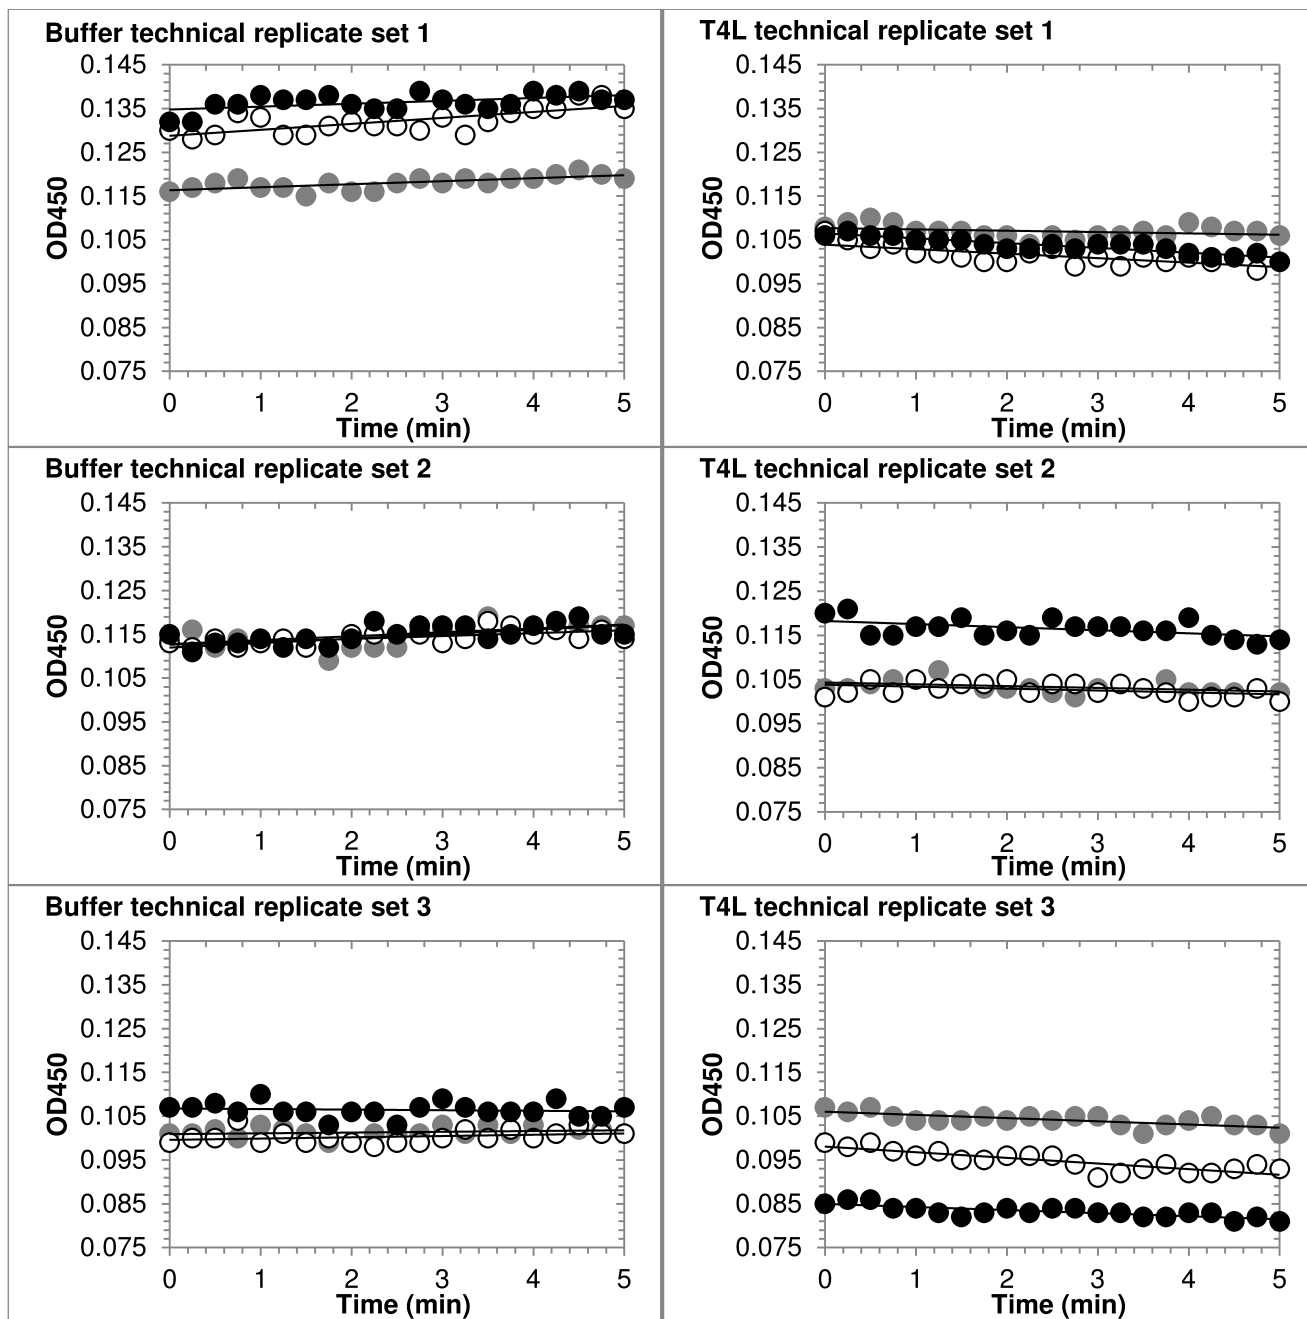 Buffer technical replicate set 1
0.145
0.135
0.125
0.115
0.105
0.095
0.085
0.075
OD450
0 1 2 3 4 5
Time (min)
T4L technical replicate set 1
0.145
0.135
0.125
0.115
0.105
0.095
0.085
0.075
OD450
0 1 2 3 4 5
Time (min)
Buffer technical replicate set 2
0.145
0.135
0.125
0.115
0.105
0.095
0.085
0.075
OD450
0 1 2 3 4 5
Time (min)
T4L technical replicate set 2
0.145
0.135
0.125
0.115
0.105
0.095
0.085
0.075
OD450
0 1 2 3 4 5
Time (min)
Buffer technical replicate set 3
0.145
0.135
0.125
0.115
0.105
0.095
0.085
0.075
OD450
0 1 2 3 4 5
Time (min)
T4L technical replicate set 3
0.145
0.135
0.125
0.115
0.105
0.095
0.085
0.075
OD450
0 1 2 3 4 5
Time (min)